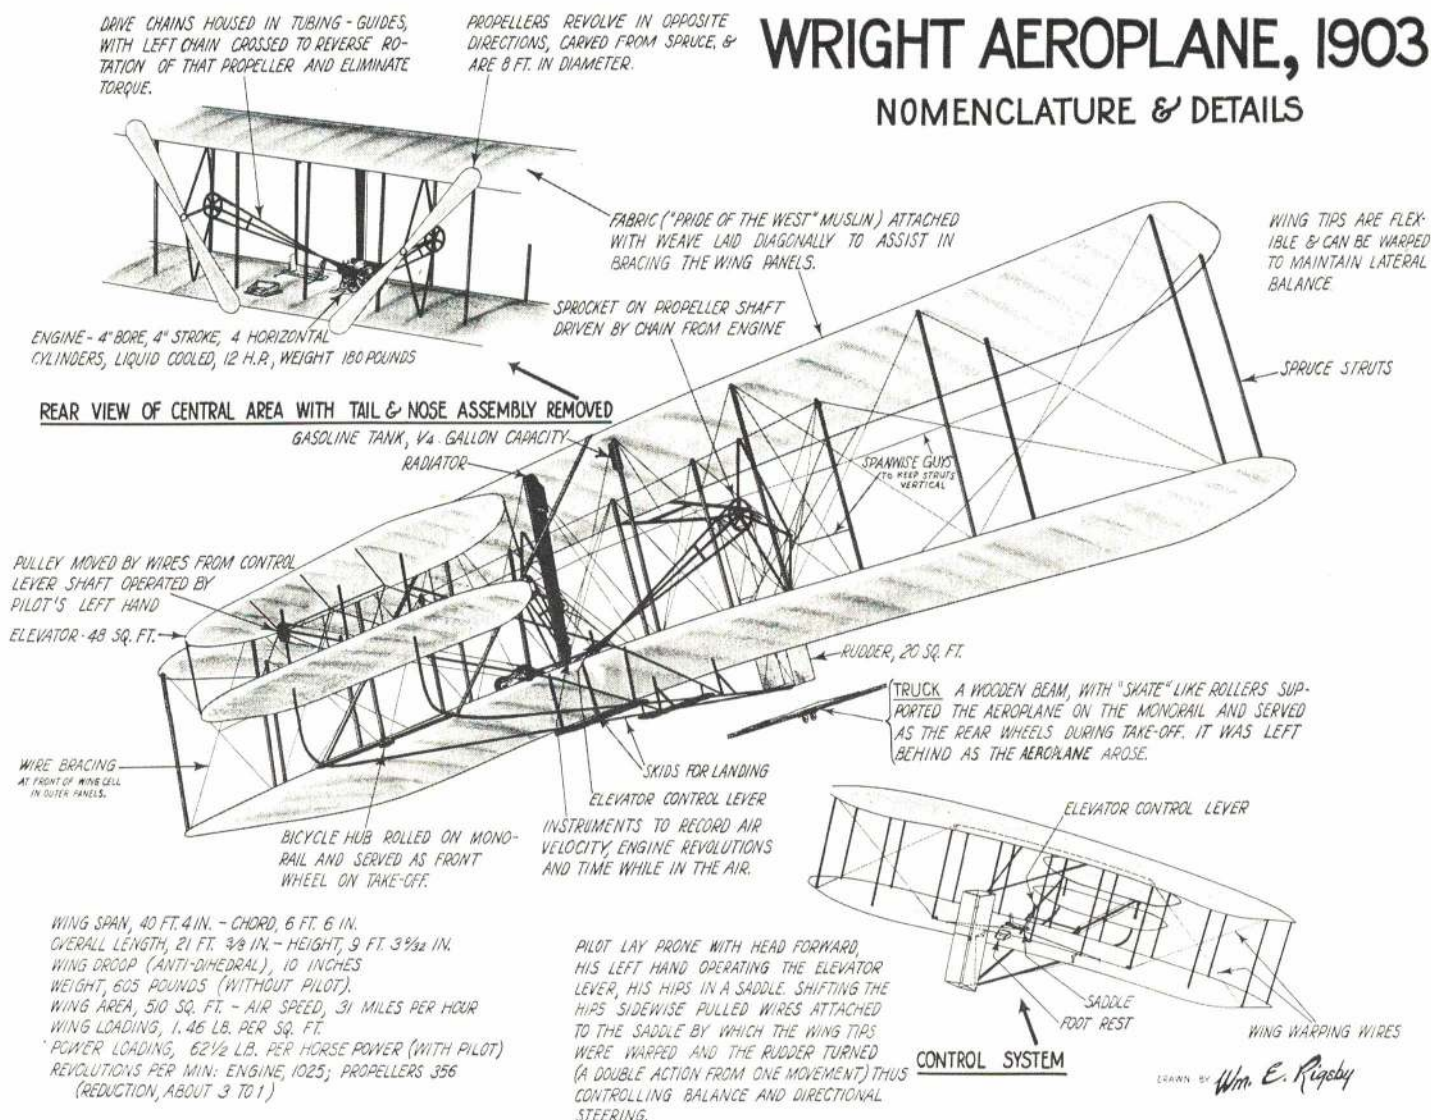 WRIGHT AEROPLANE, 1903
NOMENCLATURE & DETAILS
DRIVE CHAINS HOUSED IN TUBING - GUIDES,
WITH LEFT CHAIN CROSSED TO REVERSE RO-
TATION OF THAT PROPELLER AND ELIMINATE
TORQUE.
PROPELLERS REVOLVE IN OPPOSITE
DIRECTIONS, CARVED FROM SPRUCE, &
ARE 8 FT. IN DIAMETER.
FABRIC ("PRIDE OF THE WEST" MUSLIN) ATTACHED
WITH WEAVE LAID DIAGONALLY TO ASSIST IN
BRACING THE WING PANELS.
WING TIPS ARE FLEX-
IBLE & CAN BE WARPED
TO MAINTAIN LATERAL
BALANCE
SPROCKET ON PROPELLER SHAFT
DRIVEN BY CHAIN FROM ENGINE
ENGINE - 4" BORE, 4" STROKE, 4 HORIZONTAL
CYLINDERS, LIQUID COOLED, 12 H.P., WEIGHT 180 POUNDS
SPRUCE STRUTS
REAR VIEW OF CENTRAL AREA WITH TAIL & NOSE ASSEMBLY REMOVED
GASOLINE TANK, 1/4 GALLON CAPACITY
RADIATOR
SPANWISE GUYS
TO KEEP STRUTS
VERTICAL
PULLEY MOVED BY WIRES FROM CONTROL
LEVER SHAFT OPERATED BY
PILOT'S LEFT HAND
ELEVATOR - 48 SQ. FT.
RUDDER, 20 SQ. FT.
TRUCK A WOODEN BEAM, WITH "SKATE" LIKE ROLLERS SUP-
PORTED THE AEROPLANE ON THE MONORAIL AND SERVED
AS THE REAR WHEELS DURING TAKE-OFF. IT WAS LEFT
BEHIND AS THE AEROPLANE AROSE.
WIRE BRACING
AT FRONT OF WING CELL
IN OUTER PANELS.
SKIDS FOR LANDING
ELEVATOR CONTROL LEVER
INSTRUMENTS TO RECORD AIR
VELOCITY, ENGINE REVOLUTIONS
AND TIME WHILE IN THE AIR.
BICYCLE HUB ROLLED ON MONO-
RAIL AND SERVED AS FRONT
WHEEL ON TAKE-OFF.
ELEVATOR CONTROL LEVER
SADDLE
FOOT REST
WING WARPING WIRES
CONTROL SYSTEM
WING SPAN, 40 FT. 4 IN. - CHORD, 6 FT. 6 IN.
OVERALL LENGTH, 21 FT. 3/8 IN. - HEIGHT, 9 FT. 3 5/32 IN.
WING DROOP (ANTI-DIHEDRAL), 10 INCHES
WEIGHT, 605 POUNDS (WITHOUT PILOT).
WING AREA, 510 SQ. FT. - AIR SPEED, 31 MILES PER HOUR
WING LOADING, 1.46 LB. PER SQ. FT.
POWER LOADING, 62 1/2 LB. PER HORSE POWER (WITH PILOT)
REVOLUTIONS PER MIN: ENGINE, 1025; PROPELLERS 356
(REDUCTION, ABOUT 3 TO 1)
PILOT LAY PRONE WITH HEAD FORWARD,
HIS LEFT HAND OPERATING THE ELEVATOR
LEVER, HIS HIPS IN A SADDLE. SHIFTING THE
HIPS SIDEWISE PULLED WIRES ATTACHED
TO THE SADDLE BY WHICH THE WING TIPS
WERE WARPED AND THE RUDDER TURNED
(A DOUBLE ACTION FROM ONE MOVEMENT) THUS
CONTROLLING BALANCE AND DIRECTIONAL
STEERING.
DRAWN BY Wm. E. Rigsby